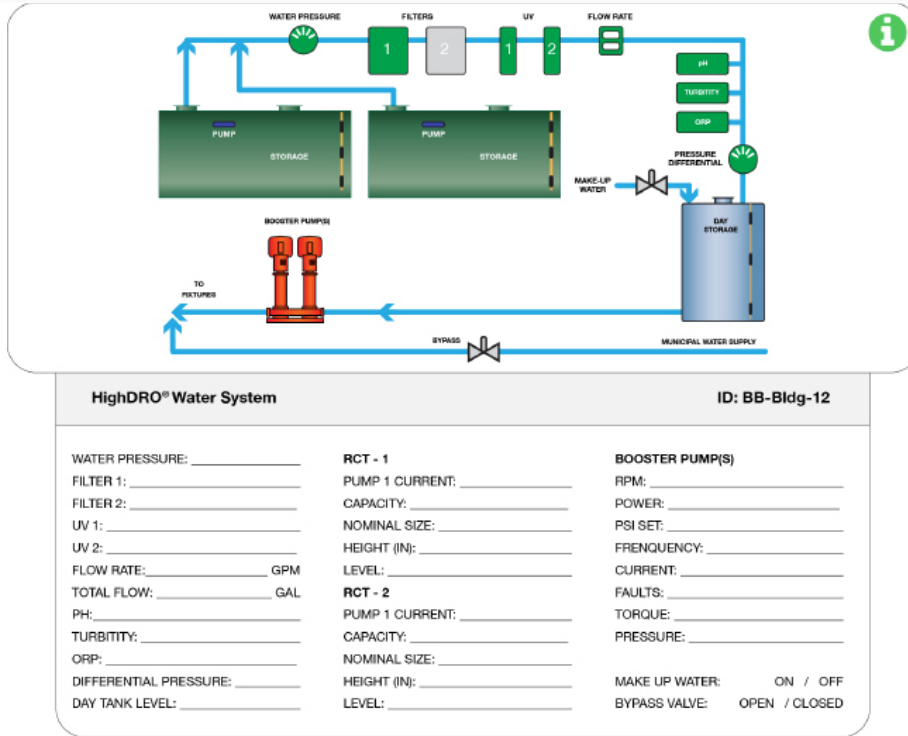 WATER PRESSURE
FILTERS
UV
FLOW RATE
i
1
2
1
2
pH
TURBITITY
ORP
PUMP
STORAGE
PUMP
STORAGE
PRESSURE
DIFFERENTIAL
MAKE-UP
WATER
DAY
STORAGE
BOOSTER PUMP(S)
TO
FIXTURES
BYPASS
MUNICIPAL WATER SUPPLY
HighDRO® Water System
ID: BB-Bldg-12
WATER PRESSURE:
FILTER 1:
FILTER 2:
UV 1:
UV 2:
FLOW RATE: GPM
TOTAL FLOW: GAL
PH:
TURBITITY:
ORP:
DIFFERENTIAL PRESSURE:
DAY TANK LEVEL:
RCT - 1
PUMP 1 CURRENT:
CAPACITY:
NOMINAL SIZE:
HEIGHT (IN):
LEVEL:
RCT - 2
PUMP 1 CURRENT:
CAPACITY:
NOMINAL SIZE:
HEIGHT (IN):
LEVEL:
BOOSTER PUMP(S)
RPM:
POWER:
PSI SET:
FRENQUENCY:
CURRENT:
FAULTS:
TORQUE:
PRESSURE:
MAKE UP WATER: ON / OFF
BYPASS VALVE: OPEN / CLOSED